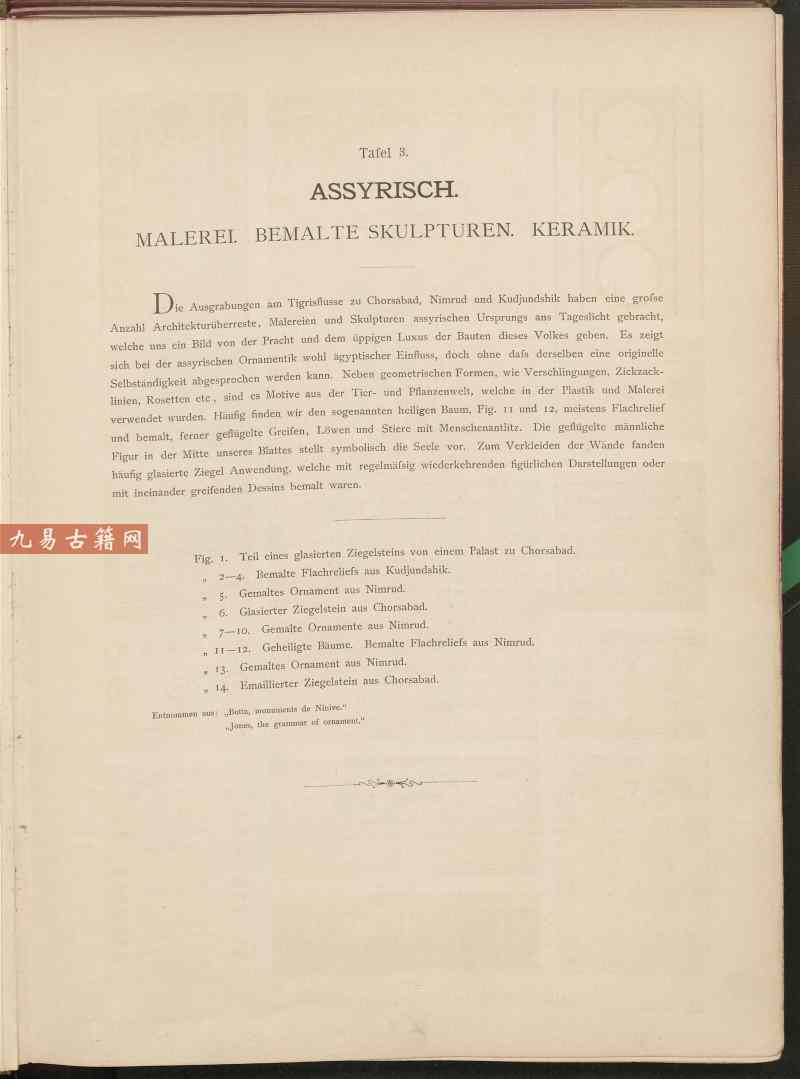 Tafel 3.
ASSYRISCH.
MALEREI. BEMALTE SKULPTUREN. KERAMIK.
Die Ausgrabungen am Tigrisflusse zu Chorsabad, Nimrud und Kudjundshik haben eine grofse
Anzahl Architekturüberreste, Malereien und Skulpturen assyrischen Ursprungs ans Tageslicht gebracht,
welche uns ein Bild von der Pracht und dem üppigen Luxus der Bauten dieses Volkes geben. Es zeigt
sich bei der assyrischen Ornamentik wohl ägyptischer Einfluss, doch ohne dafs derselben eine originelle
Selbständigkeit abgesprochen werden kann. Neben geometrischen Formen, wie Verschlingungen, Zickzack-
linien, Rosetten etc., sind es Motive aus der Tier- und Pflanzenwelt, welche in der Plastik und Malerei
verwendet wurden. Häufig finden wir den sogenannten heiligen Baum, Fig. 11 und 12, meistens Flachrelief
und bemalt, ferner geflügelte Greifen, Löwen und Stiere mit Menschenantlitz. Die geflügelte männliche
Figur in der Mitte unseres Blattes stellt symbolisch die Seele vor. Zum Verkleiden der Wände fanden
häufig glasierte Ziegel Anwendung, welche mit regelmäfsig wiederkehrenden figürlichen Darstellungen oder
mit ineinander greifenden Dessins bemalt waren.
九易古籍网
Fig. 1. Teil eines glasierten Ziegelsteins von einem Palast zu Chorsabad.
„ 2—4. Bemalte Flachreliefs aus Kudjundshik.
„ 5. Gemaltes Ornament aus Nimrud.
„ 6. Glasierter Ziegelstein aus Chorsabad.
„ 7—10. Gemalte Ornamente aus Nimrud.
„ 11—12. Geheiligte Bäume. Bemalte Flachreliefs aus Nimrud.
„ 13. Gemaltes Ornament aus Nimrud.
„ 14. Emaillierter Ziegelstein aus Chorsabad.
Entnommen aus: „Botta, monuments de Ninive.“
„Jones, the grammar of ornament.“